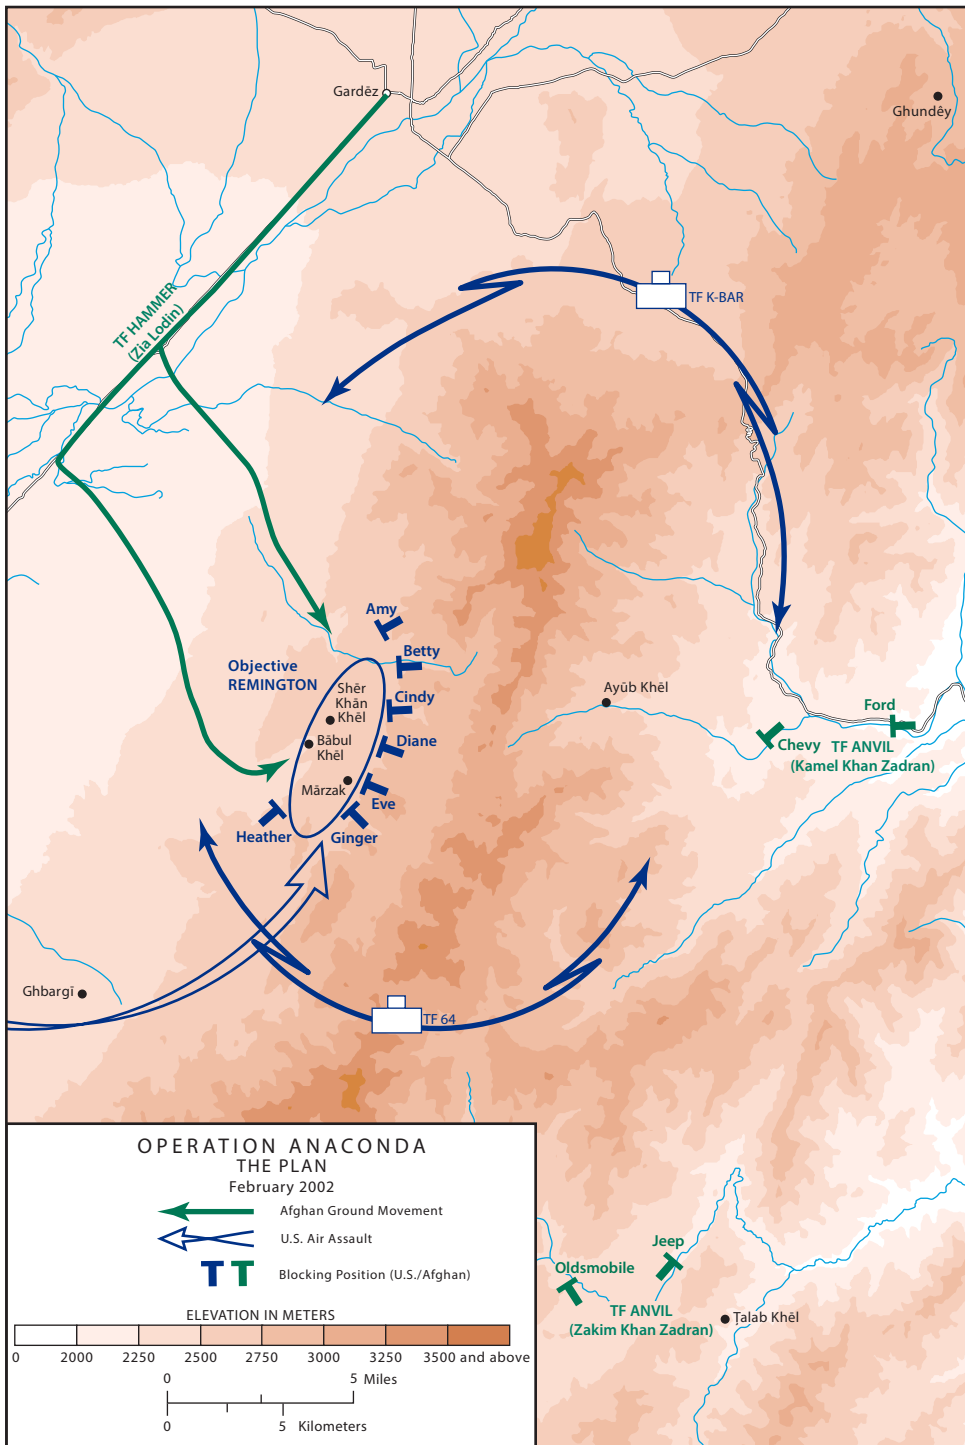 Gardēz
Ghundēy
TF HAMMER
(Zia Lodin)
TF K-BAR
Amy
Betty
Objective
REMINGTON
Shēr
Khān
Khēl
Cindy
Ayūb Khēl
Ford
Bābul
Khēl
Diane
Chevy
TF ANVIL
(Kamel Khan Zadran)
Mārzak
Eve
Heather
Ginger
Ghbargī
TF 64
OPERATION ANACONDA
THE PLAN
February 2002
Afghan Ground Movement
U.S. Air Assault
Blocking Position (U.S./Afghan)
ELEVATION IN METERS
0 2000 2250 2500 2750 3000 3250 3500 and above
0 5 Miles
0 5 Kilometers
Jeep
Oldsmobile
TF ANVIL
(Zakim Khan Zadran)
Ţalab Khēl